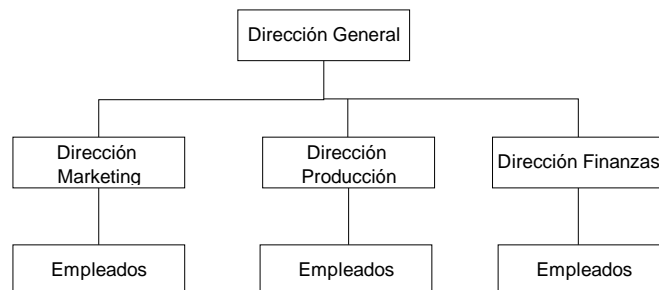 Dirección General
Dirección
Marketing
Dirección
Producción
Dirección Finanzas
Empleados
Empleados
Empleados